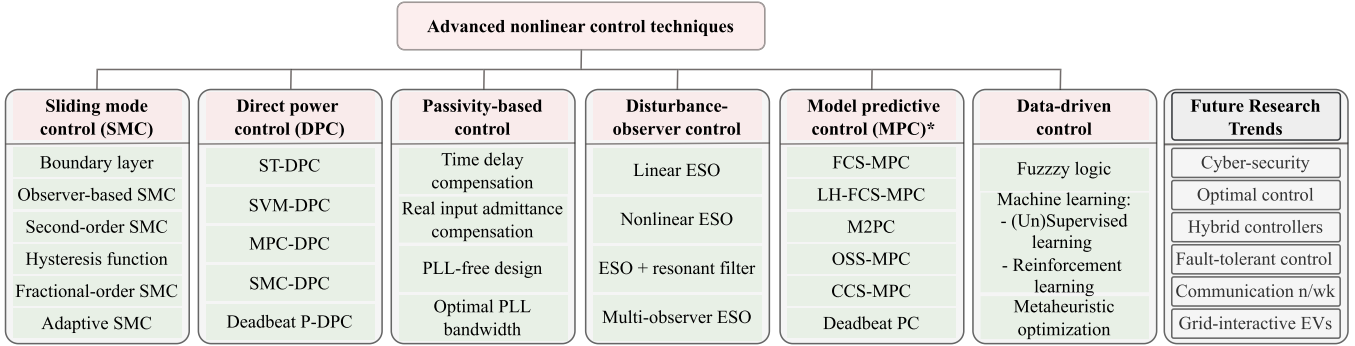 Advanced nonlinear control techniques
Sliding mode
control (SMC)
Boundary layer
Observer-based SMC
Second-order SMC
Hysteresis function
Fractional-order SMC
Adaptive SMC
Direct power
control (DPC)
ST-DPC
SVM-DPC
MPC-DPC
SMC-DPC
Deadbeat P-DPC
Passivity-based
control
Time delay
compensation
Real input admittance
compensation
PLL-free design
Optimal PLL
bandwidth
Disturbance-
observer control
Linear ESO
Nonlinear ESO
ESO + resonant filter
Multi-observer ESO
Model predictive
control (MPC)*
FCS-MPC
LH-FCS-MPC
M2PC
OSS-MPC
CCS-MPC
Deadbeat PC
Data-driven
control
Fuzzzy logic
Machine learning:
- (Un)Supervised
learning
- Reinforcement
learning
Metaheuristic
optimization
Future Research
Trends
Cyber-security
Optimal control
Hybrid controllers
Fault-tolerant control
Communication n/wk
Grid-interactive EVs